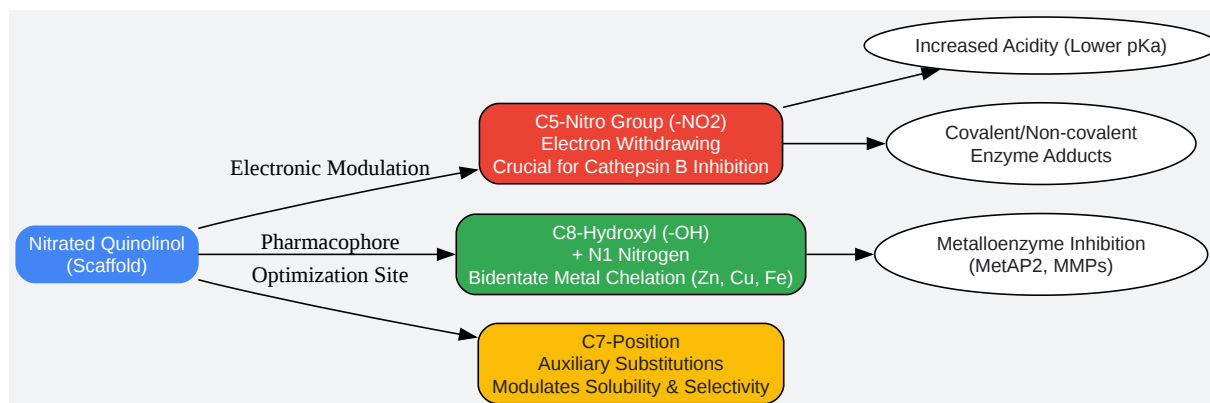 Increased Acidity (Lower pKa)
C5-Nitro Group (-NO2)
Electron Withdrawing
Crucial for Cathepsin B Inhibition
Covalent/Non-covalent
Enzyme Adducts
Electronic Modulation
Nitrated Quinolinol
(Scaffold)
Pharmacophore
C8-Hydroxyl (-OH)
+ N1 Nitrogen
Bidentate Metal Chelation (Zn, Cu, Fe)
Metalloenzyme Inhibition
(MetAP2, MMPs)
Optimization Site
C7-Position
Auxiliary Substitutions
Modulates Solubility & Selectivity